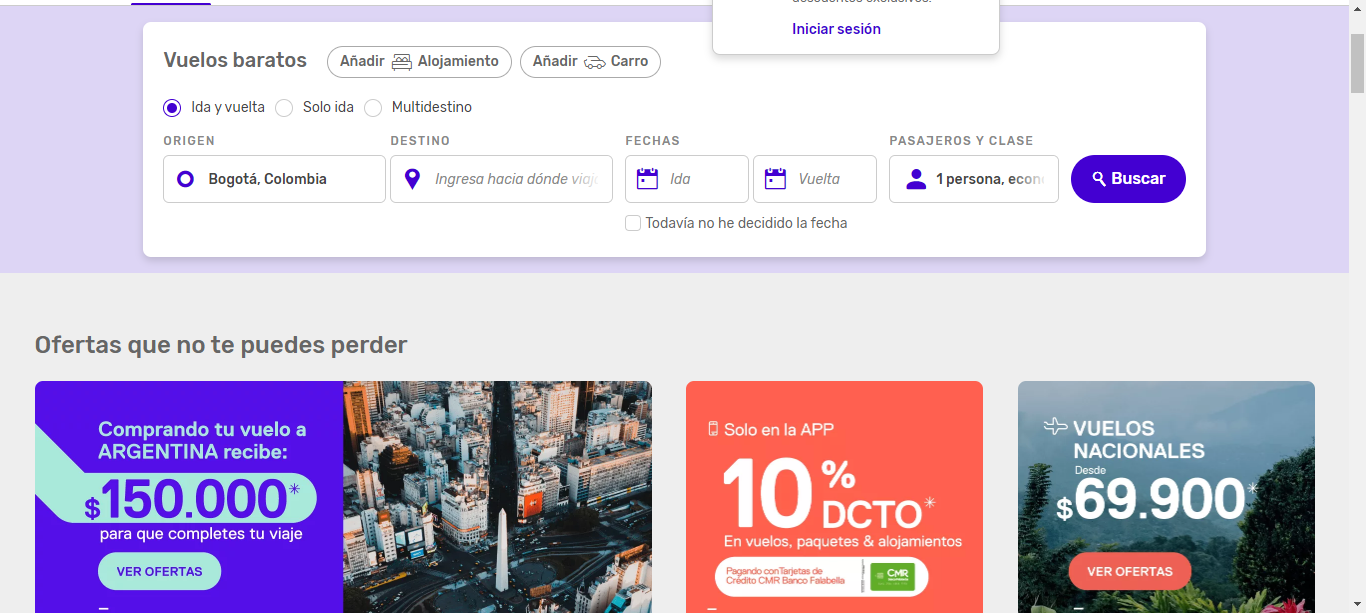 Iniciar sesión
Vuelos baratos
Añadir Alojamiento
Añadir Carro
Ida y vuelta
Solo ida
Multidestino
ORIGEN
DESTINO
FECHAS
PASAJEROS Y CLASE
Bogotá, Colombia
Ingresa hacia dónde
Ida
Vuelta
1 persona,
Buscar
Todavía no he decidido la fecha
Ofertas que no te puedes perder
Comprando tu vuelo a
ARGENTINA recibe:
$150.000*
para que completes tu viaje
VER OFERTAS
Solo en la APP
10%
DCTO*
En vuelos, paquetes & alojamientos
Pagando con Tarjetas de
Crédito CMR Banco Falabella
CMR
VUELOS
NACIONALES
Desde
$69.900*
VER OFERTAS